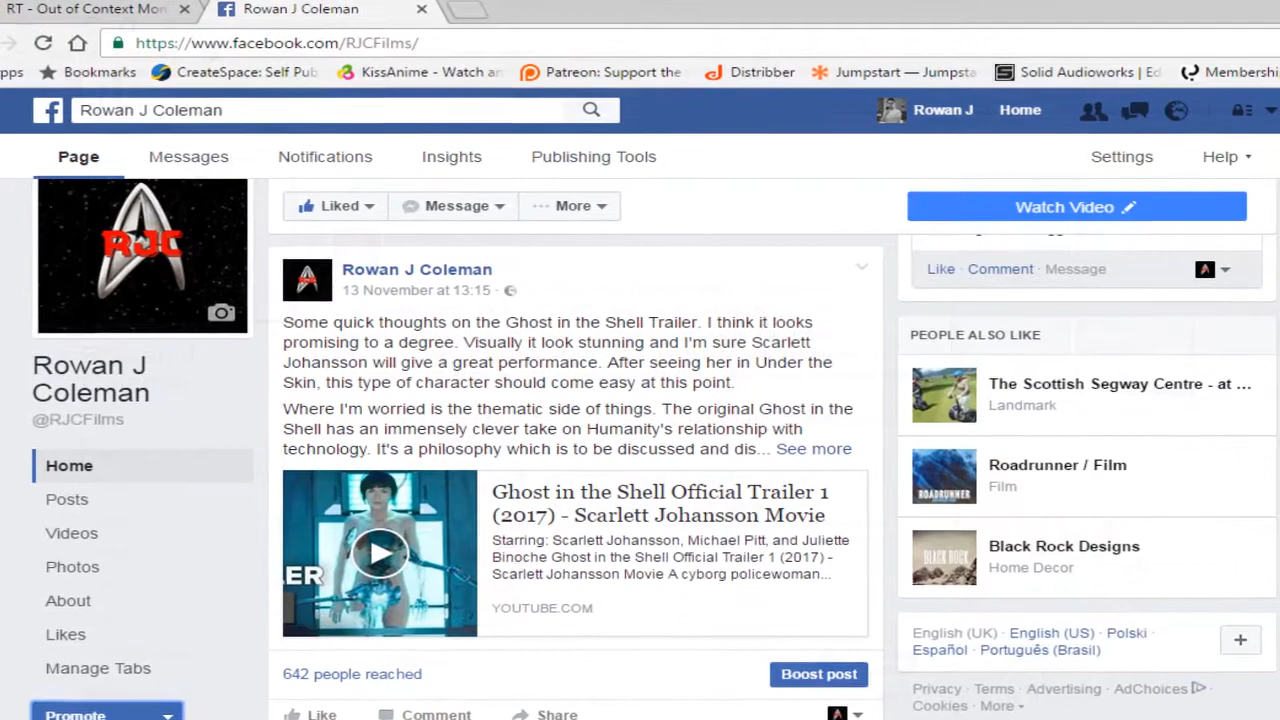 RT - Out of Context Mon
Rowan J Coleman
https://www.facebook.com/RJCFilms/
pps
Bookmarks
CreateSpace: Self Pub
KissAnime - Watch an
Patreon: Support the
Distribber
Jumpstart — Jumpsta
Solid Audioworks | Ed
Membershi
Rowan J Coleman
Rowan J
Home
Page
Messages
Notifications
Insights
Publishing Tools
Settings
Help
RJC
Liked
Message
More
Watch Video
Like · Comment · Message
Rowan J Coleman
13 November at 13:15 ·
Some quick thoughts on the Ghost in the Shell Trailer. I think it looks
promising to a degree. Visually it look stunning and I'm sure Scarlett
Johansson will give a great performance. After seeing her in Under the
Skin, this type of character should come easy at this point.
Where I'm worried is the thematic side of things. The original Ghost in the
Shell has an immensely clever take on Humanity's relationship with
technology. It's a philosophy which is to be discussed and dis... See more
Ghost in the Shell Official Trailer 1
(2017) - Scarlett Johansson Movie
Starring: Scarlett Johansson, Michael Pitt, and Juliette
Binoche Ghost in the Shell Official Trailer 1 (2017) -
Scarlett Johansson Movie A cyborg policewoman...
YOUTUBE.COM
642 people reached
Boost post
Like
Comment
Share
Rowan J
Coleman
@RJCFilms
Home
Posts
Videos
Photos
About
Likes
Manage Tabs
Promote
PEOPLE ALSO LIKE
The Scottish Segway Centre - at ...
Landmark
ROADRUNNER
Roadrunner / Film
Film
BLACK ROCK
Black Rock Designs
Home Decor
English (UK) · English (US) · Polski ·
Español · Português (Brasil)
Privacy · Terms · Advertising · AdChoices ·
Cookies · More